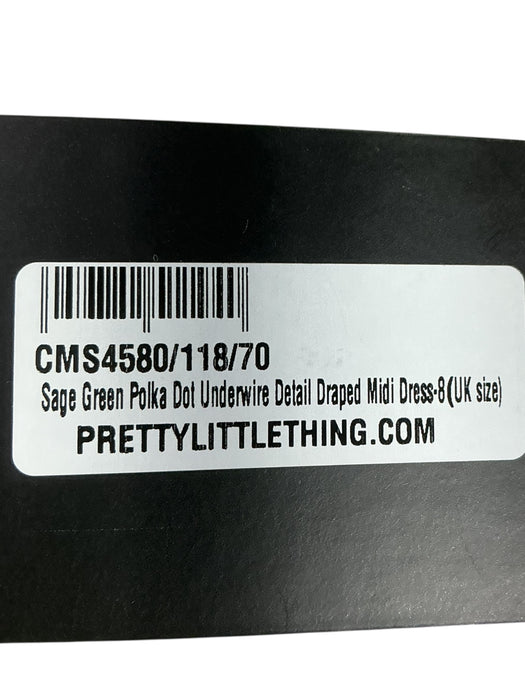 CMS4580/118/70
Sage Green Polka Dot Underwire Detail Draped Midi Dress-8(UK size)
PRETTYLITTLETHING.COM